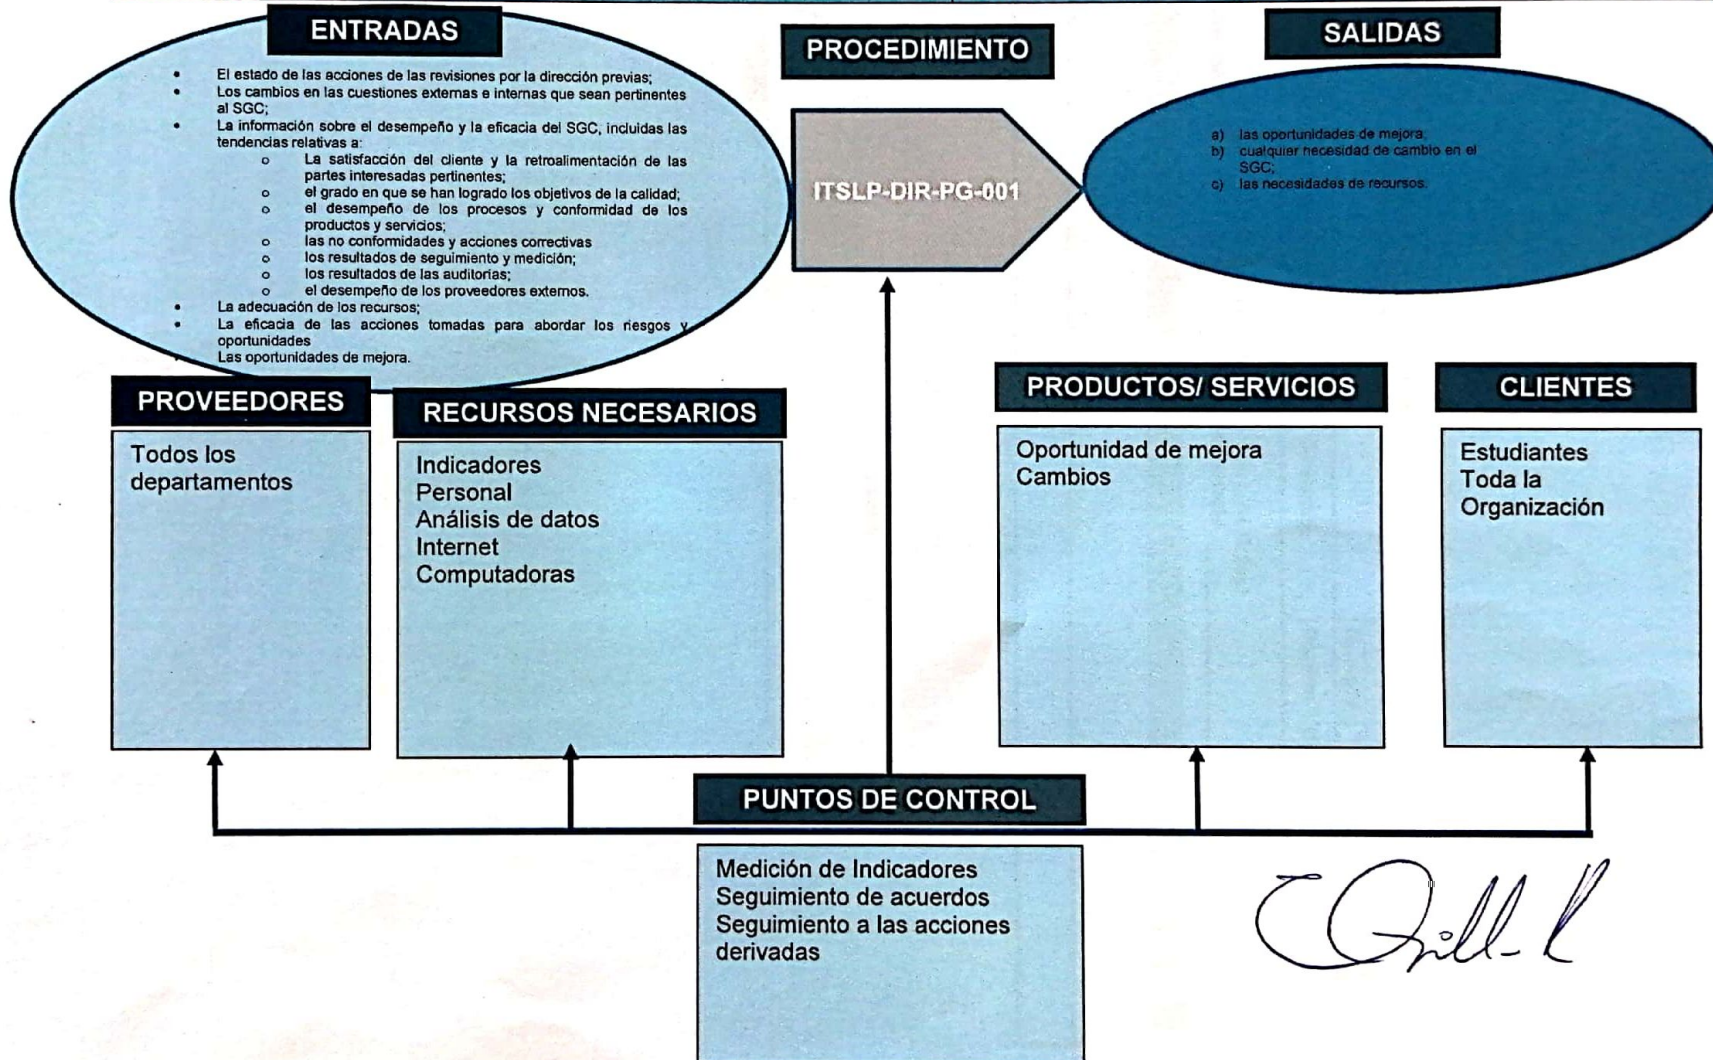 ENTRADAS
• El estado de las acciones de las revisiones por la dirección previas;
• Los cambios en las cuestiones externas e internas que sean pertinentes
al SGC;
• La información sobre el desempeño y la eficacia del SGC, incluidas las
tendencias relativas a:
o La satisfacción del cliente y la retroalimentación de las
partes interesadas pertinentes;
o el grado en que se han logrado los objetivos de la calidad;
o el desempeño de los procesos y conformidad de los
productos y servicios;
o las no conformidades y acciones correctivas
o los resultados de seguimiento y medición;
o los resultados de las auditorias;
o el desempeño de los proveedores externos.
• La adecuación de los recursos;
• La eficacia de las acciones tomadas para abordar los riesgos y
oportunidades
• Las oportunidades de mejora.
PROCEDIMIENTO
ITSLP-DIR-PG-001
SALIDAS
a) las oportunidades de mejora;
b) cualquier necesidad de cambio en el
SGC;
c) las necesidades de recursos.
PROVEEDORES
Todos los
departamentos
RECURSOS NECESARIOS
Indicadores
Personal
Análisis de datos
Internet
Computadoras
PRODUCTOS/ SERVICIOS
Oportunidad de mejora
Cambios
CLIENTES
Estudiantes
Toda la
Organización
PUNTOS DE CONTROL
Medición de Indicadores
Seguimiento de acuerdos
Seguimiento a las acciones
derivadas